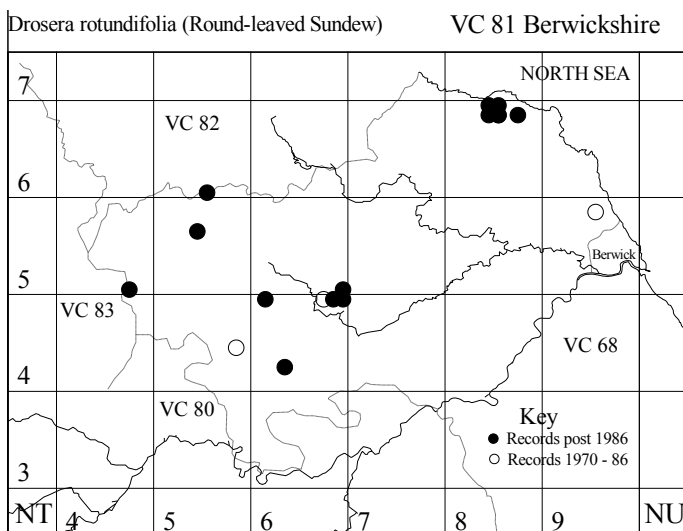 Drosera rotundifolia (Round-leaved Sundew) VC 81 Berwickshire
7 NORTH SEA
VC 82
6
Berwick
5
VC 83
VC 68
4
VC 80
Key
Records post 1986
Records 1970 - 86
3
NT 4 5 6 7 8 9 NU